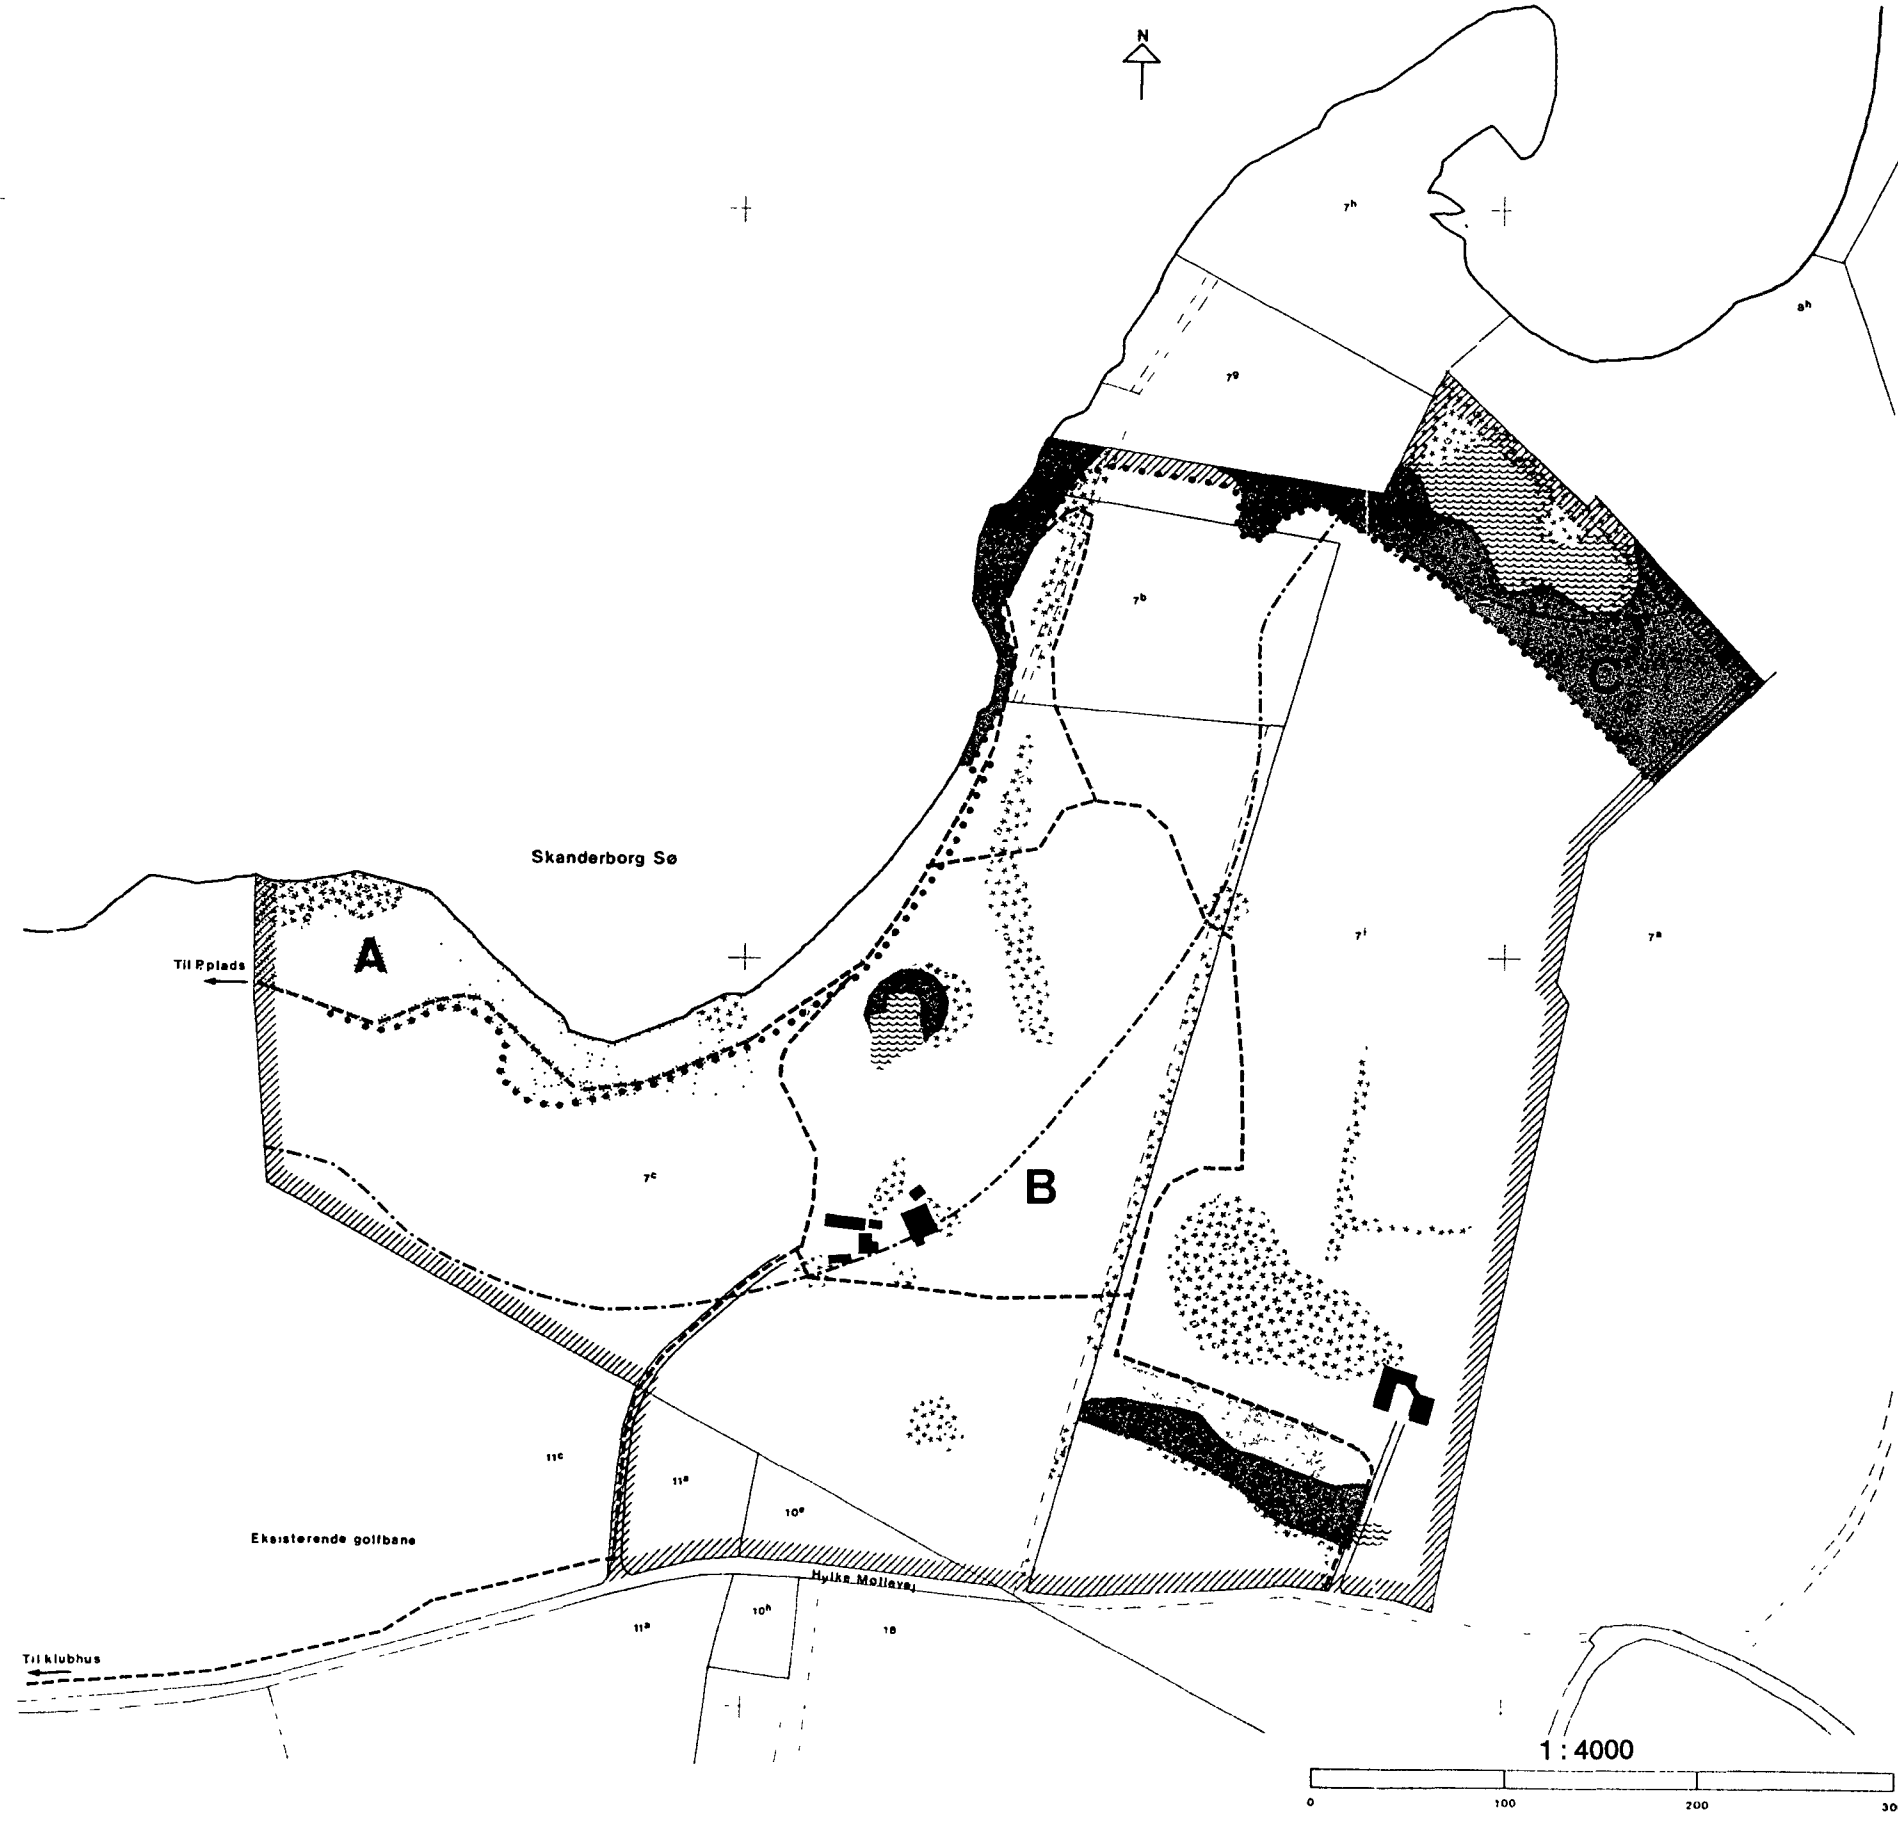 N
7h
8h
7g
7b
C
Skanderborg Sø
A
Til P.plads
7i
7a
7c
B
11c
11a
10e
Eksisterende golfbane
Hylke Møllevej
10h
11a
Til klubhus
1 : 4000
0 100 200 30